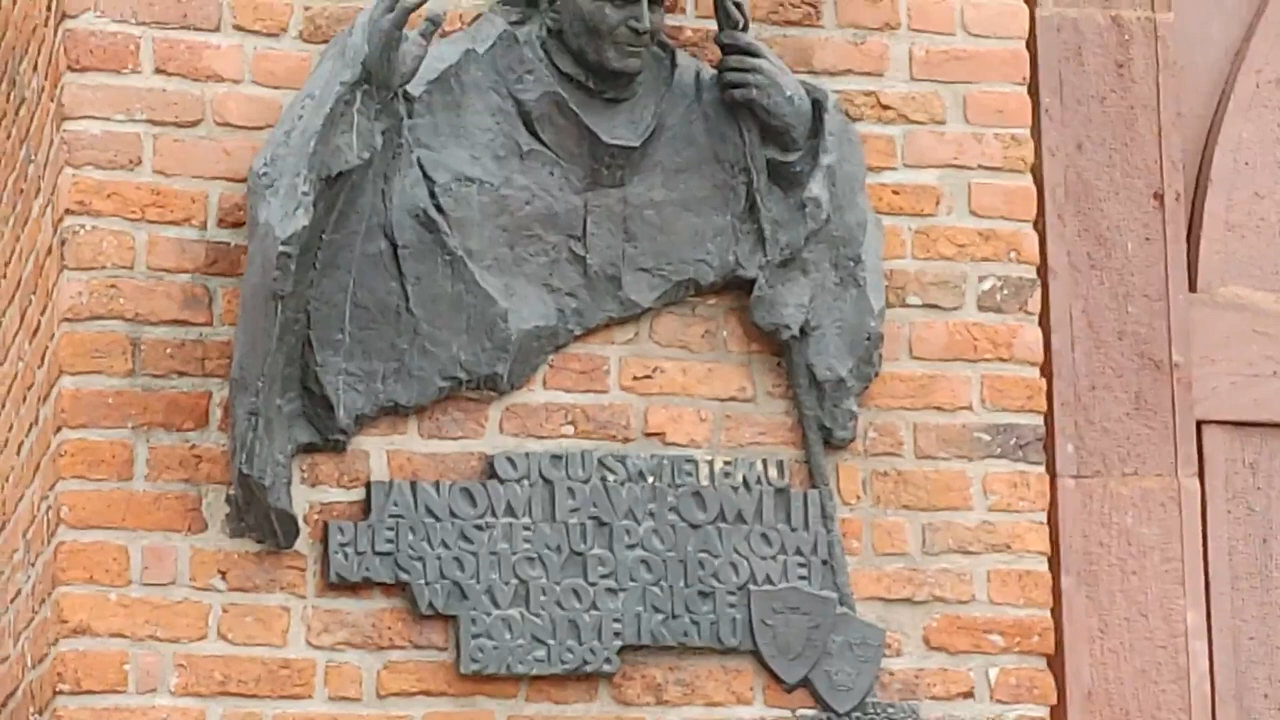 OJCU ŚWIĘTEMU
JANOWI PAWŁOWI II
PIERWSZEMU POLAKOWI
NA STOLICY PIOTROWEJ
W XV ROCZNICĘ
PONTYFIKATU
1978-1993